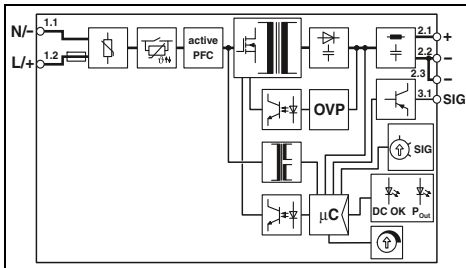 N/- 1.1
L/+ 1.2
ϑ
active
PFC
2.1 +
2.2 -
2.3 -
3.1 SIG
OVP
SIG
µC
DC OK P Out